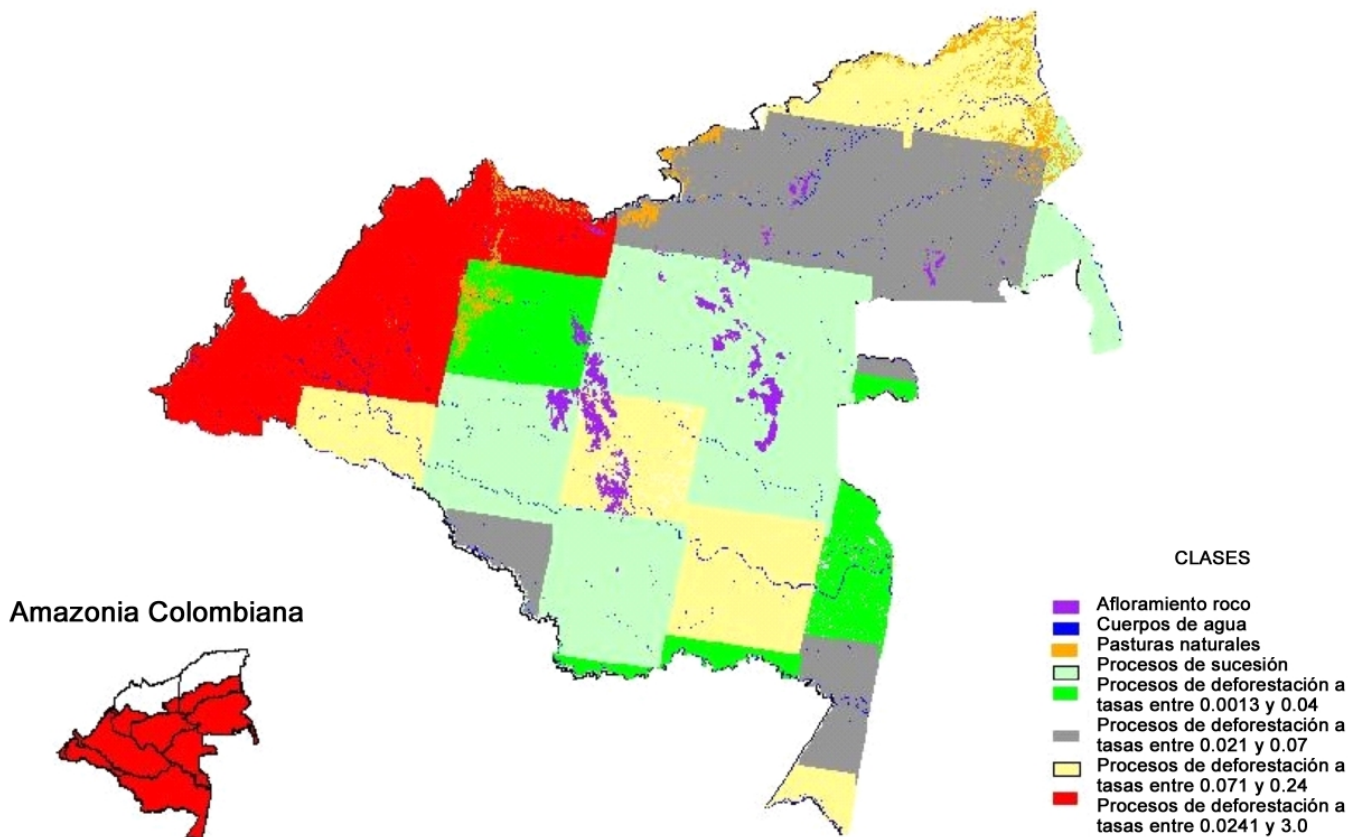 CLASES
Afloramiento roco
Cuerpos de agua
Pasturas naturales
Procesos de sucesión
Procesos de deforestación a
tasas entre 0.0013 y 0.04
Procesos de deforestación a
tasas entre 0.021 y 0.07
Procesos de deforestación a
tasas entre 0.071 y 0.24
Procesos de deforestación a
tasas entre 0.0241 y 3.0
Amazonia Colombiana